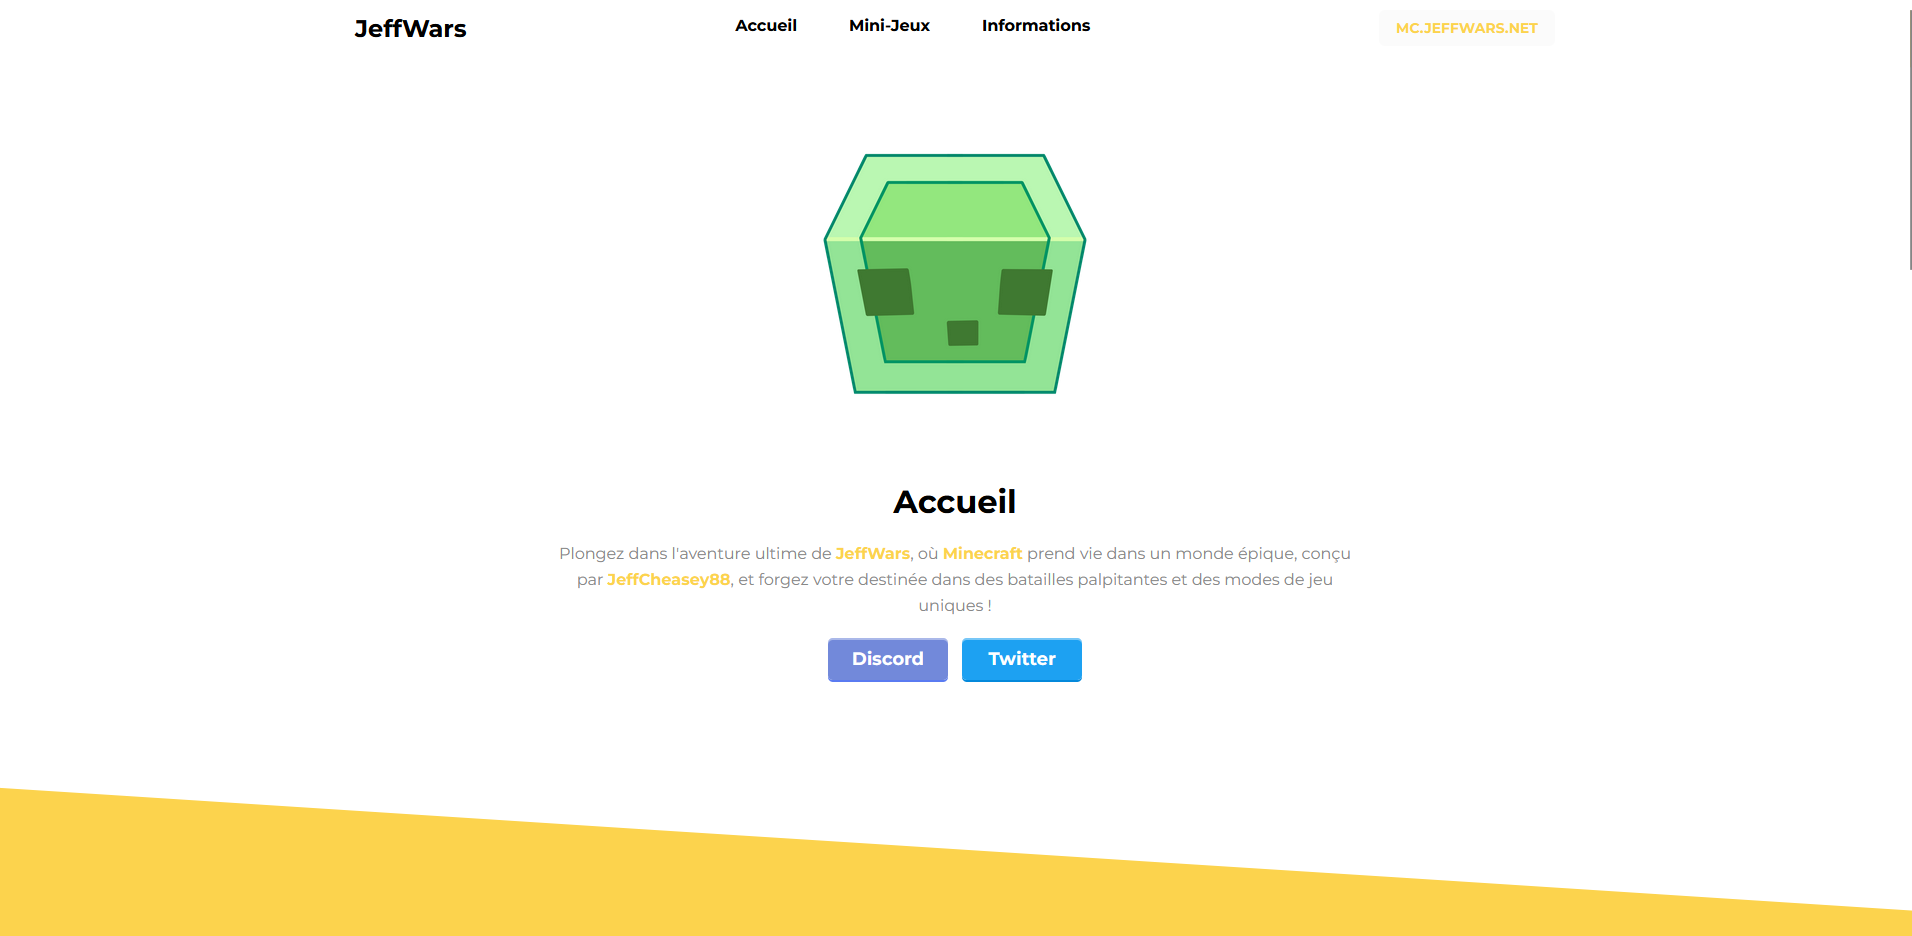 JeffWars
Accueil
Mini-Jeux
Informations
MC.JEFFWARS.NET
Accueil
Plongez dans l'aventure ultime de JeffWars, où Minecraft prend vie dans un monde épique, conçu
par JeffCheasey88, et forgez votre destinée dans des batailles palpitantes et des modes de jeu
uniques !
Discord
Twitter